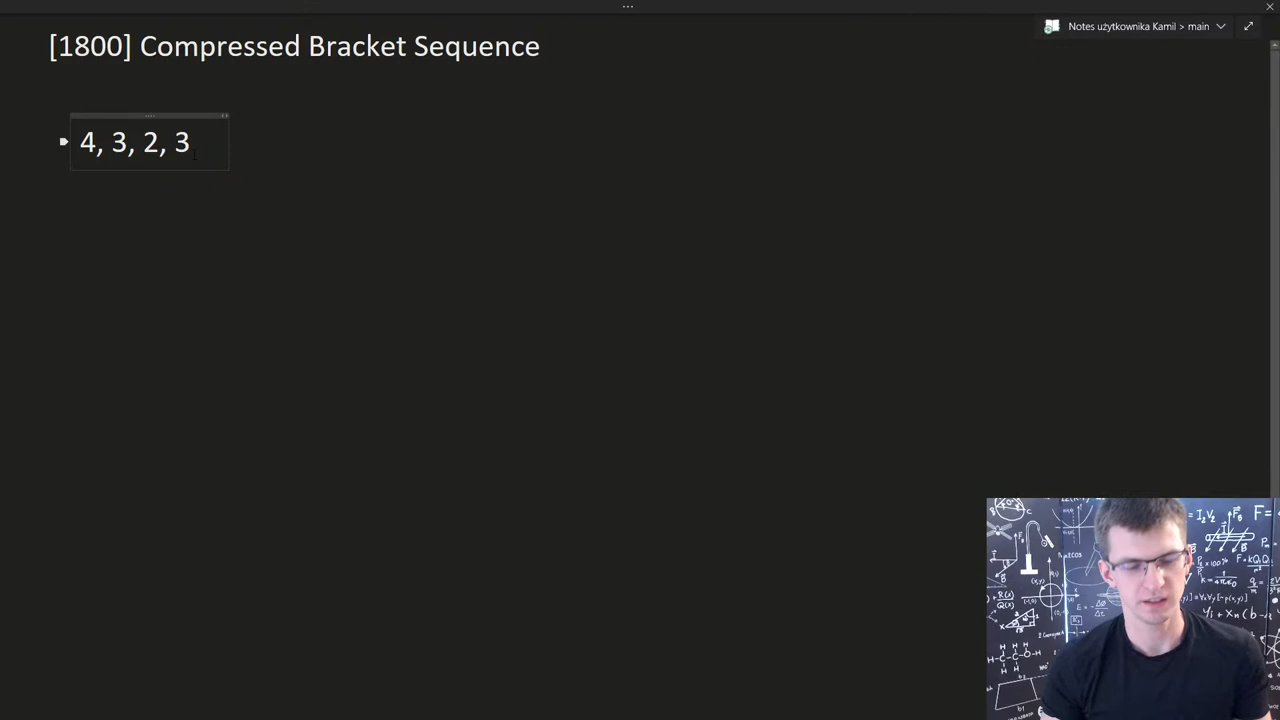 Notes użytkownika Kamil > main
[1800] Compressed Bracket Sequence
4, 3, 2, 3